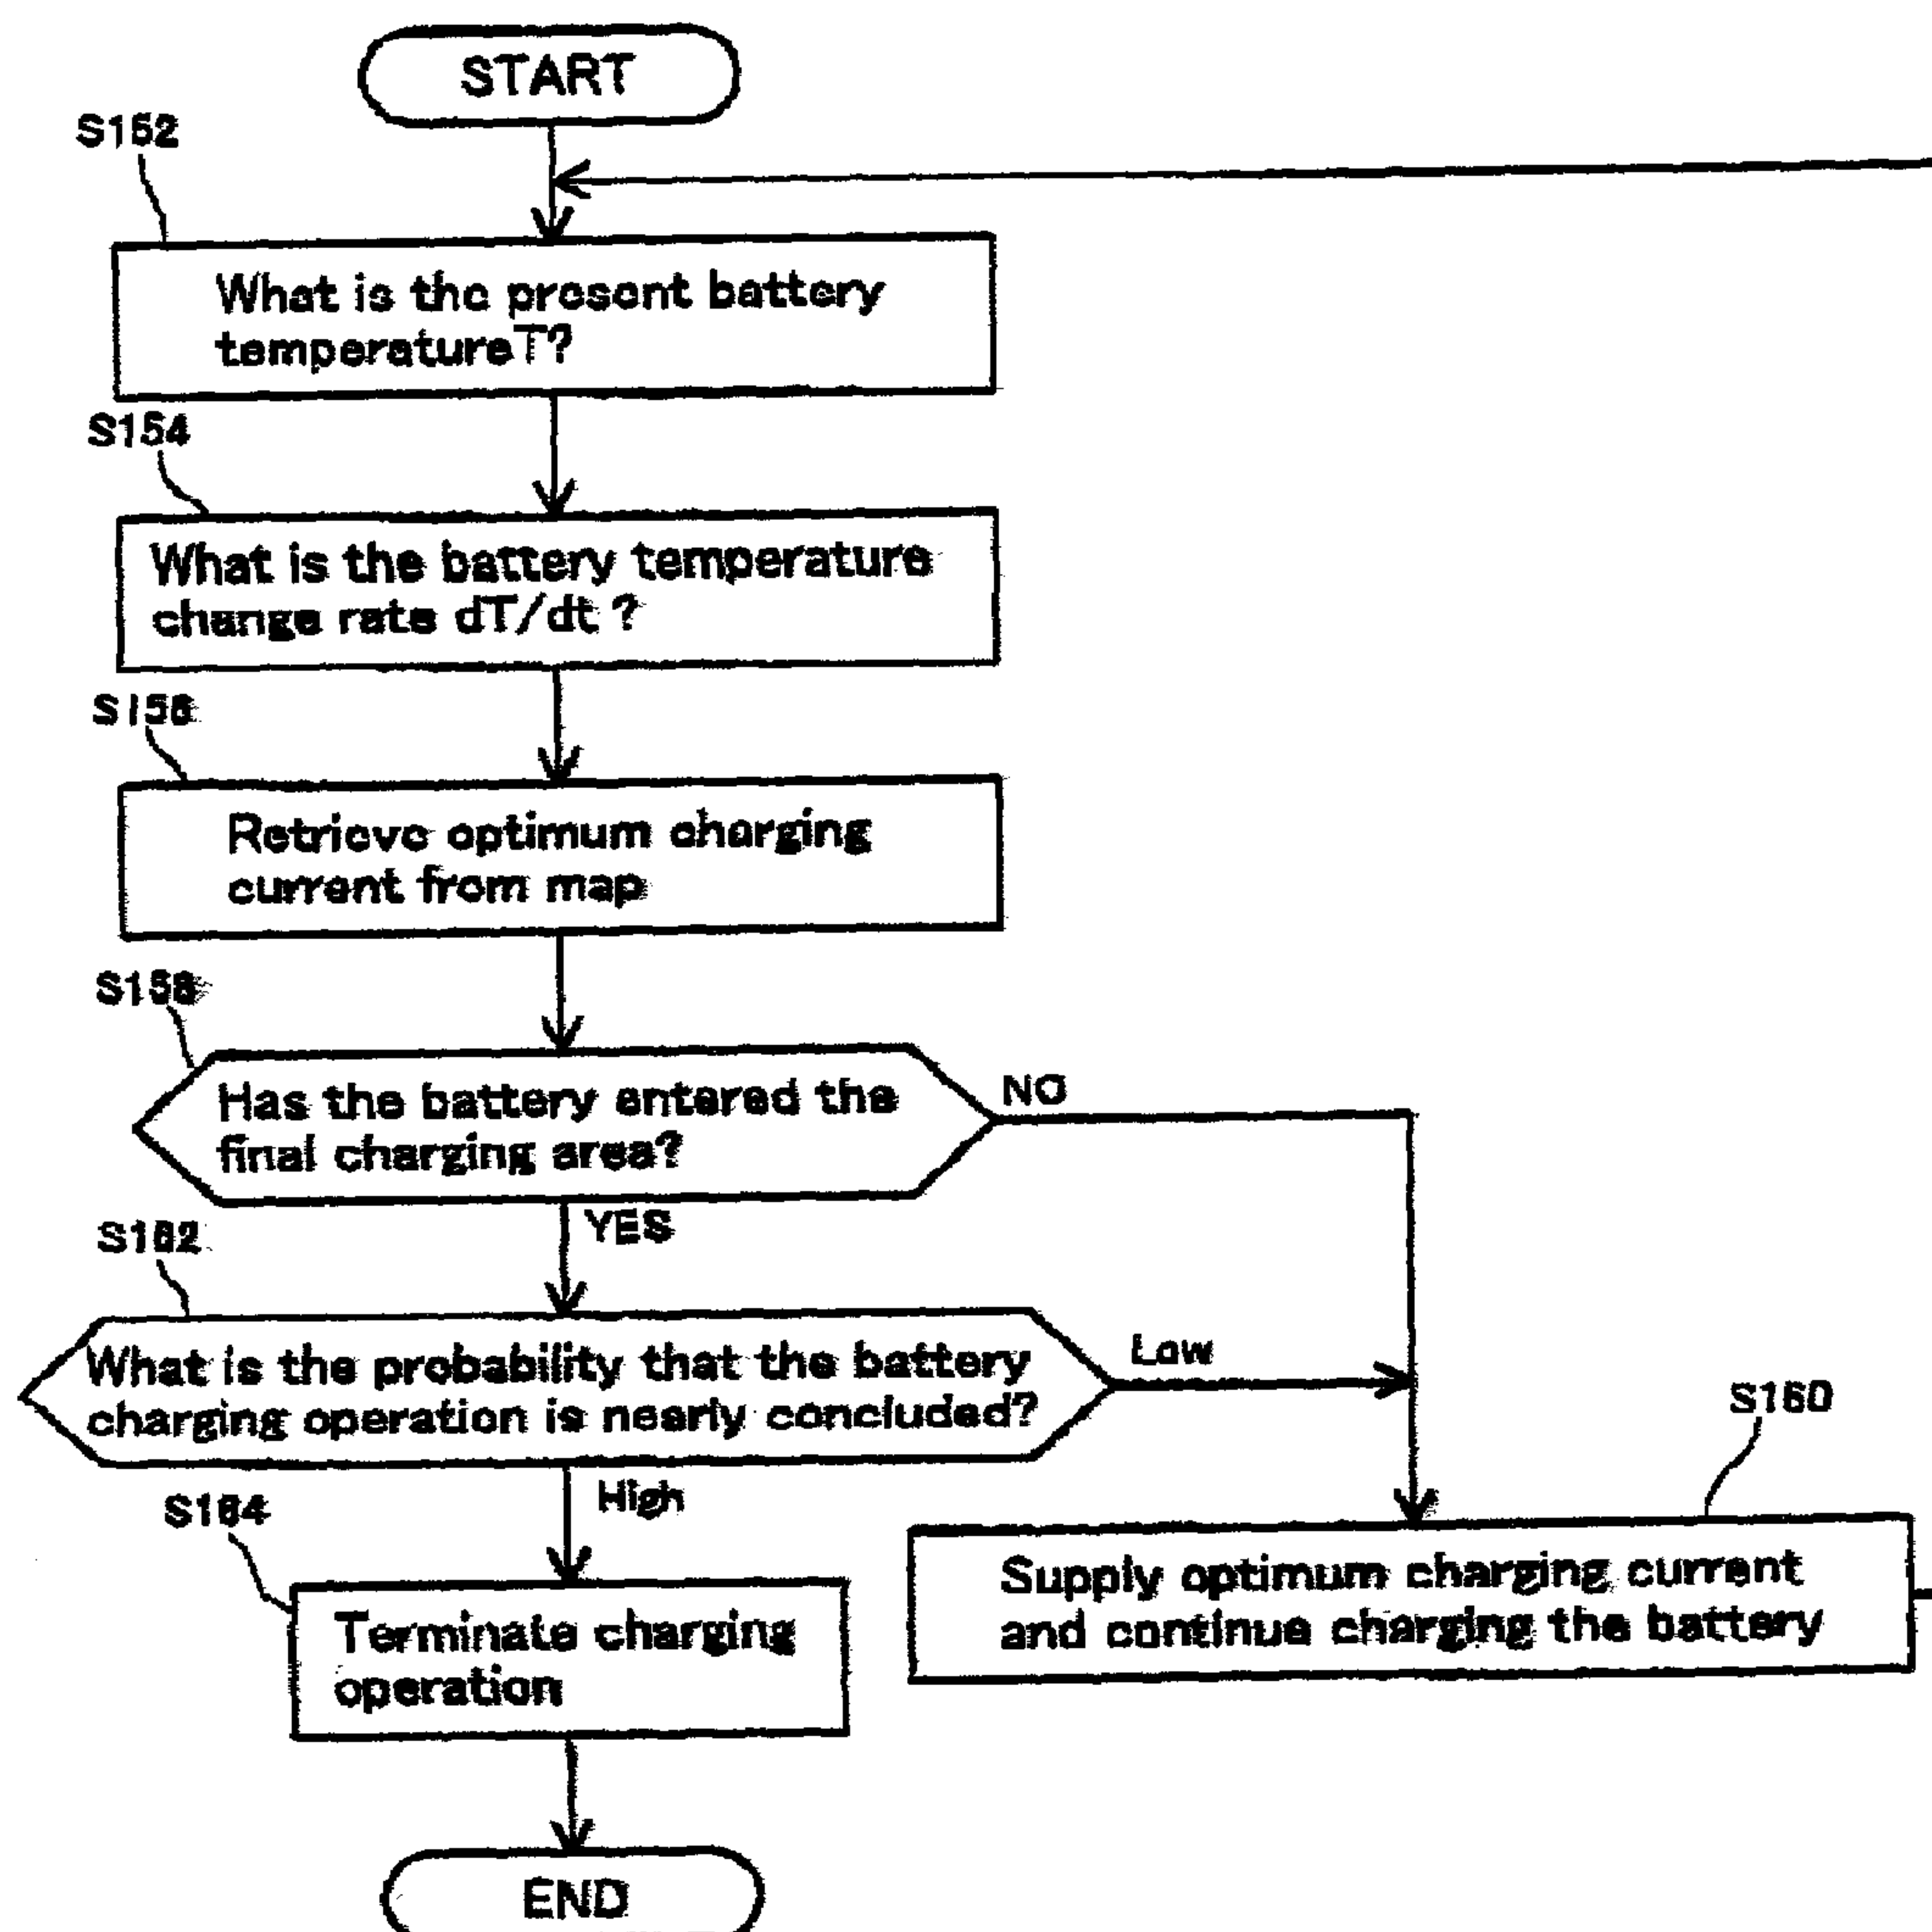 START
S152
What is the present battery
temperature T?
S154
What is the battery temperature
change rate dT/dt ?
S156
Retrieve optimum charging
current from map
S158
Has the battery entered the
final charging area?
NO
YES
S162
What is the probability that the battery
charging operation is nearly concluded?
Low
High
S160
Supply optimum charging current
and continue charging the battery
S164
Terminate charging
operation
END